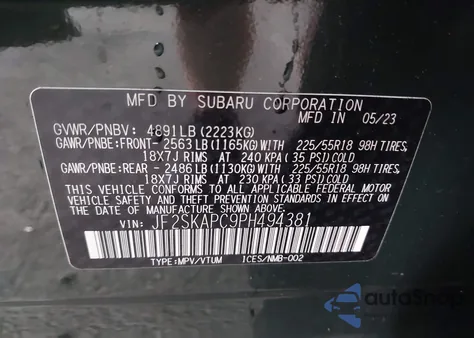 MFD BY SUBARU CORPORATION
MFD IN 05/23
GVWR/PNBV: 4891LB(2223KG)
GAWR/PNBE:FRONT- 2563LB(1165KG)WITH 225/55R18 98H TIRES,
18X7J RIMS AT 240 KPA(35 PSI)COLD
GAWR/PNBE:REAR - 2486LB(1130KG)WITH 225/55R18 98H TIRES,
18X7J RIMS AT 230 KPA(33 PSI)COLD
THIS VEHICLE CONFORMS TO ALL APPLICABLE FEDERAL MOTOR
VEHICLE SAFETY AND THEFT PREVENTION STANDARDS IN EFFECT
ON THE DATE OF MANUFACTURE SHOWN ABOVE.
VIN: JF2SKAPC9PH494381
TYPE:MPV/VTUM ICES/NMB-002
autoSnap